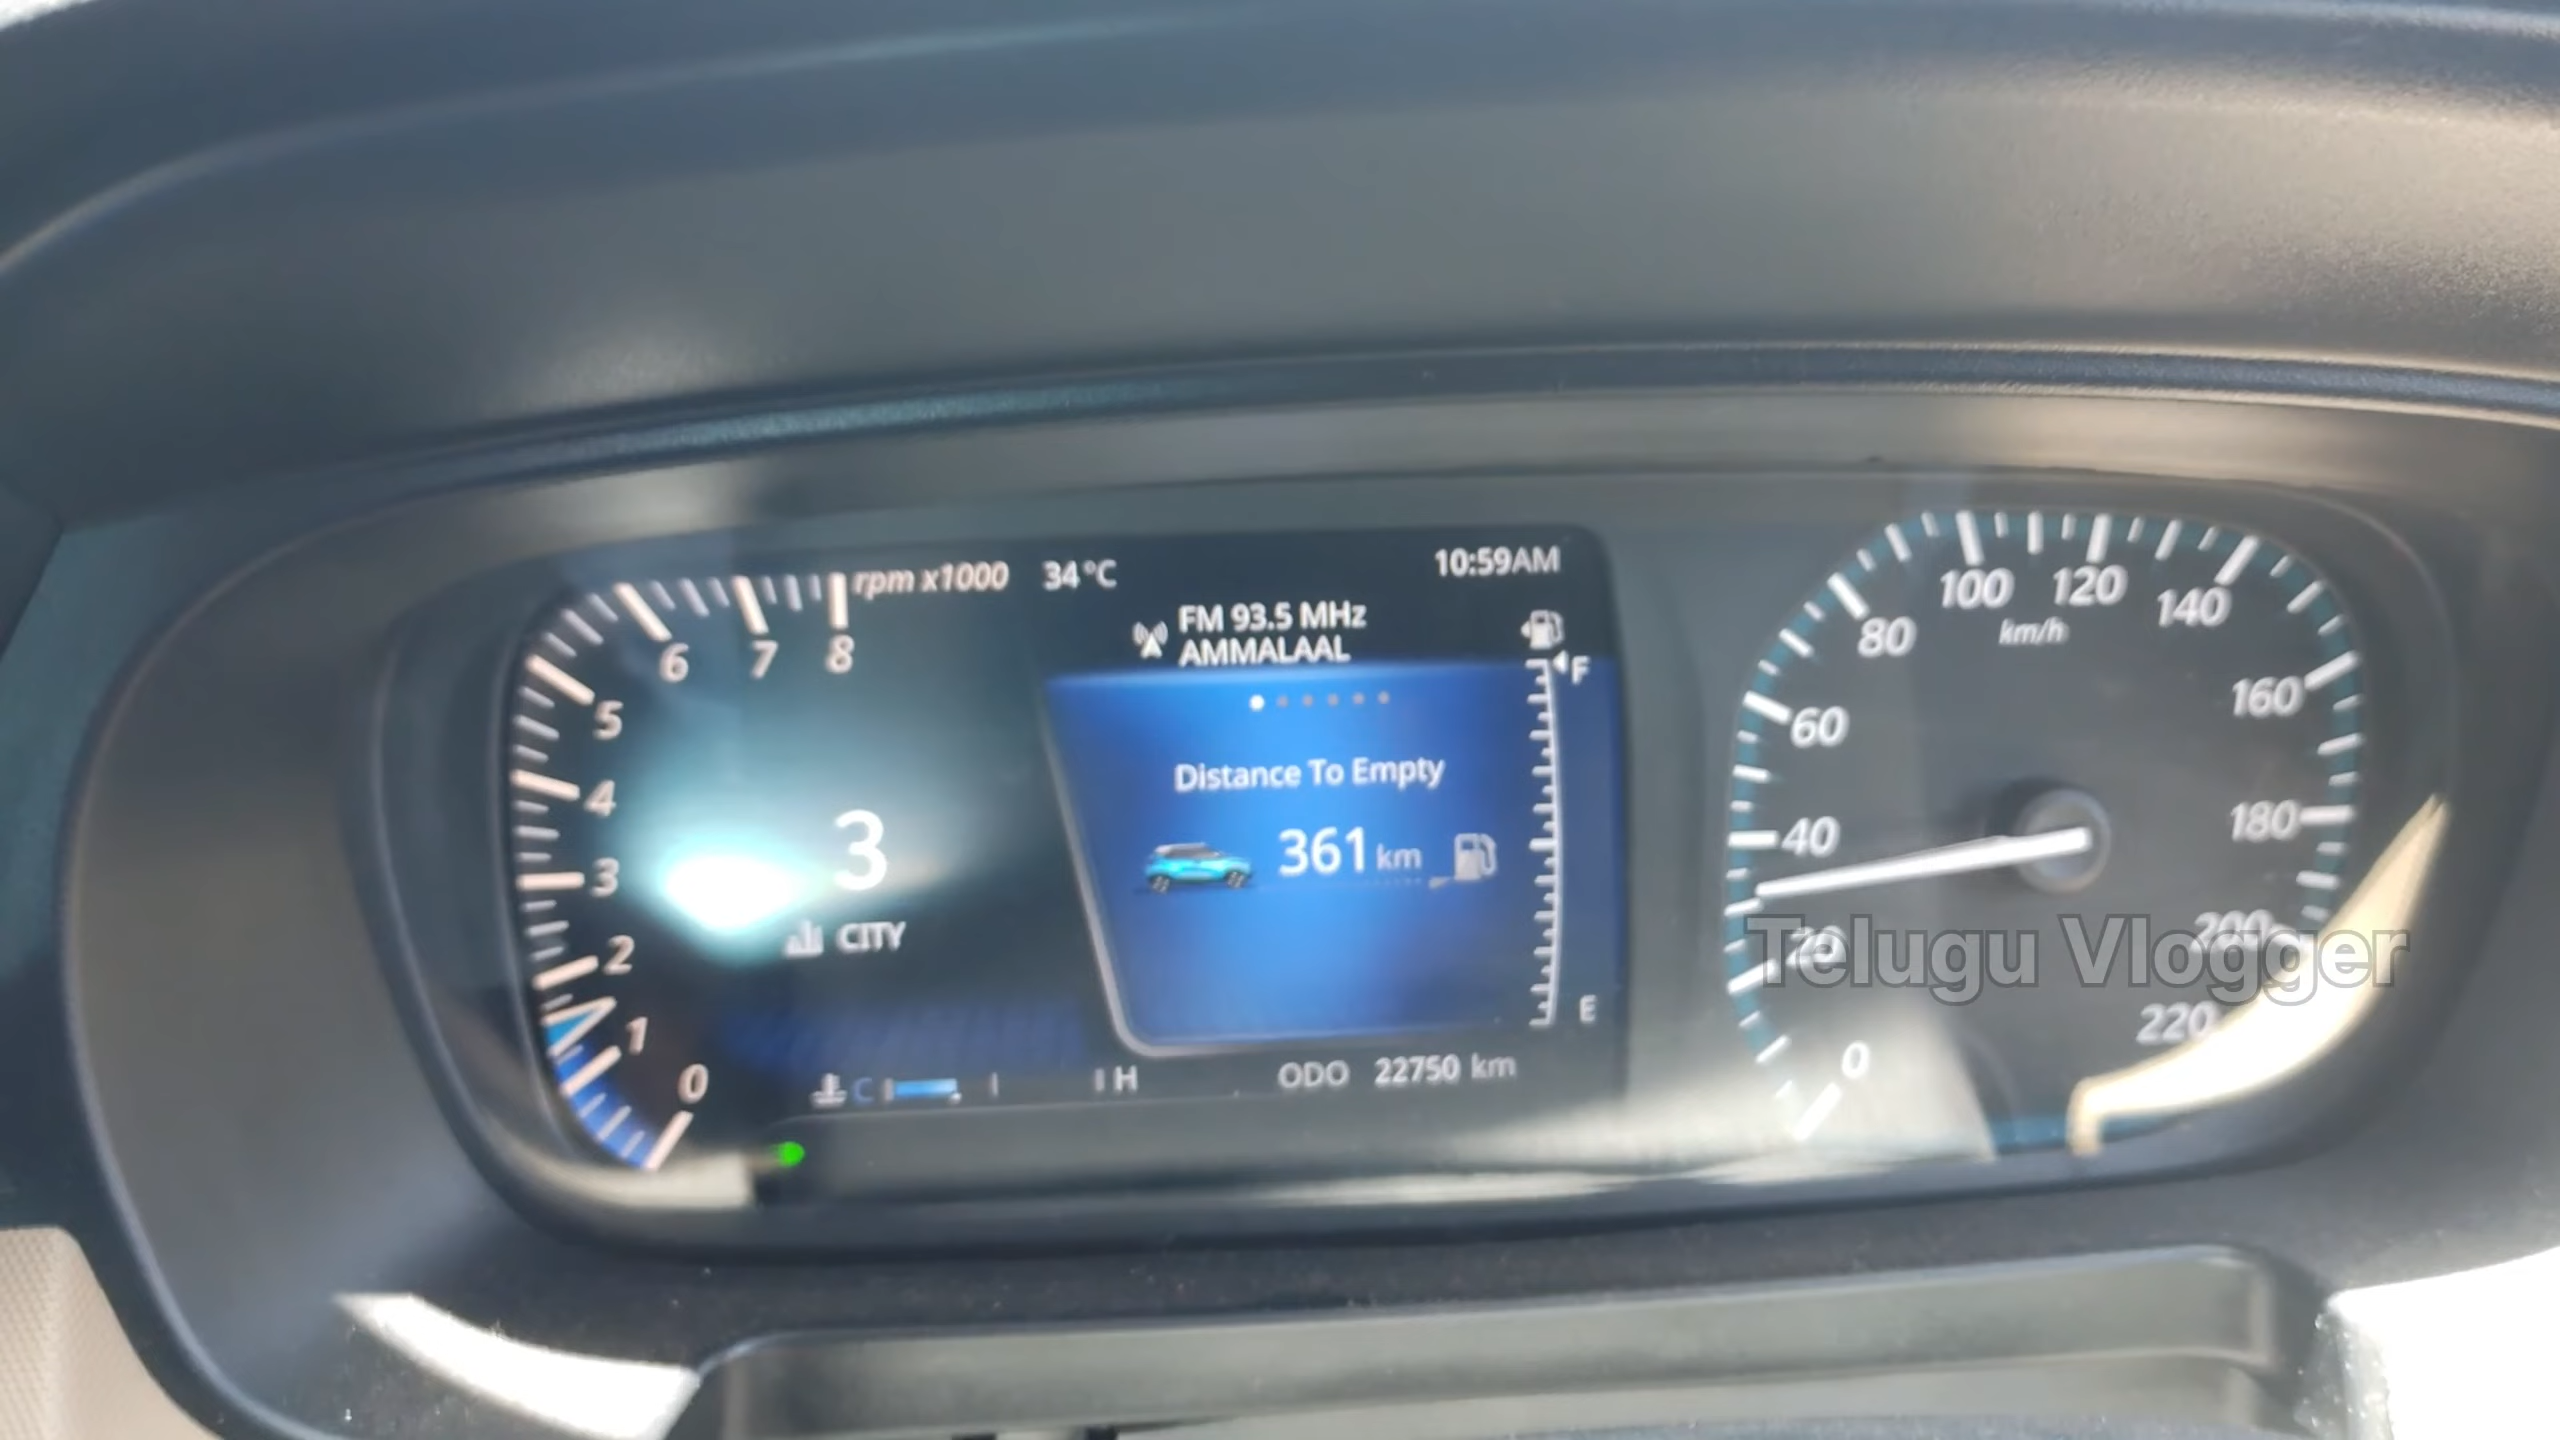 rpm x1000
34°C
10:59AM
FM 93.5 MHz
AMMALAAL
6
7
8
5
4
3
2
1
0
3
CITY
Distance To Empty
361 km
F
E
C
H
ODO 22750 km
0
20
40
60
80
100
120
140
160
180
200
220
km/h
Telugu Vlogger